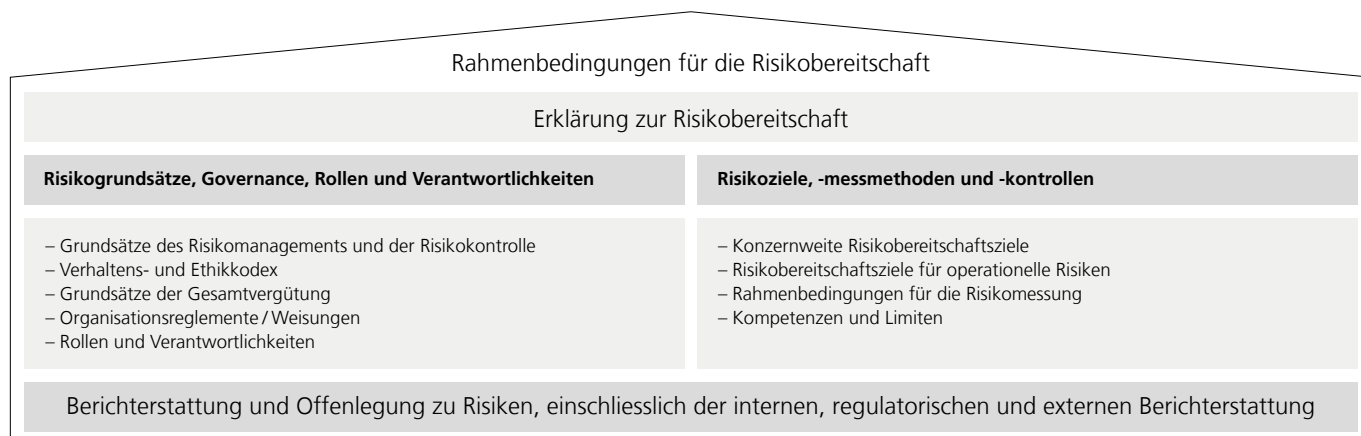 Rahmenbedingungen für die Risikobereitschaft
Erklärung zur Risikobereitschaft
Risikogrundsätze, Governance, Rollen und Verantwortlichkeiten
– Grundsätze des Risikomanagements und der Risikokontrolle
– Verhaltens- und Ethikkodex
– Grundsätze der Gesamtvergütung
– Organisationsreglemente / Weisungen
– Rollen und Verantwortlichkeiten
Risikoziele, -messmethoden und -kontrollen
– Konzernweite Risikobereitschaftsziele
– Risikobereitschaftsziele für operationelle Risiken
– Rahmenbedingungen für die Risikomessung
– Kompetenzen und Limiten
Berichterstattung und Offenlegung zu Risiken, einschliesslich der internen, regulatorischen und externen Berichterstattung